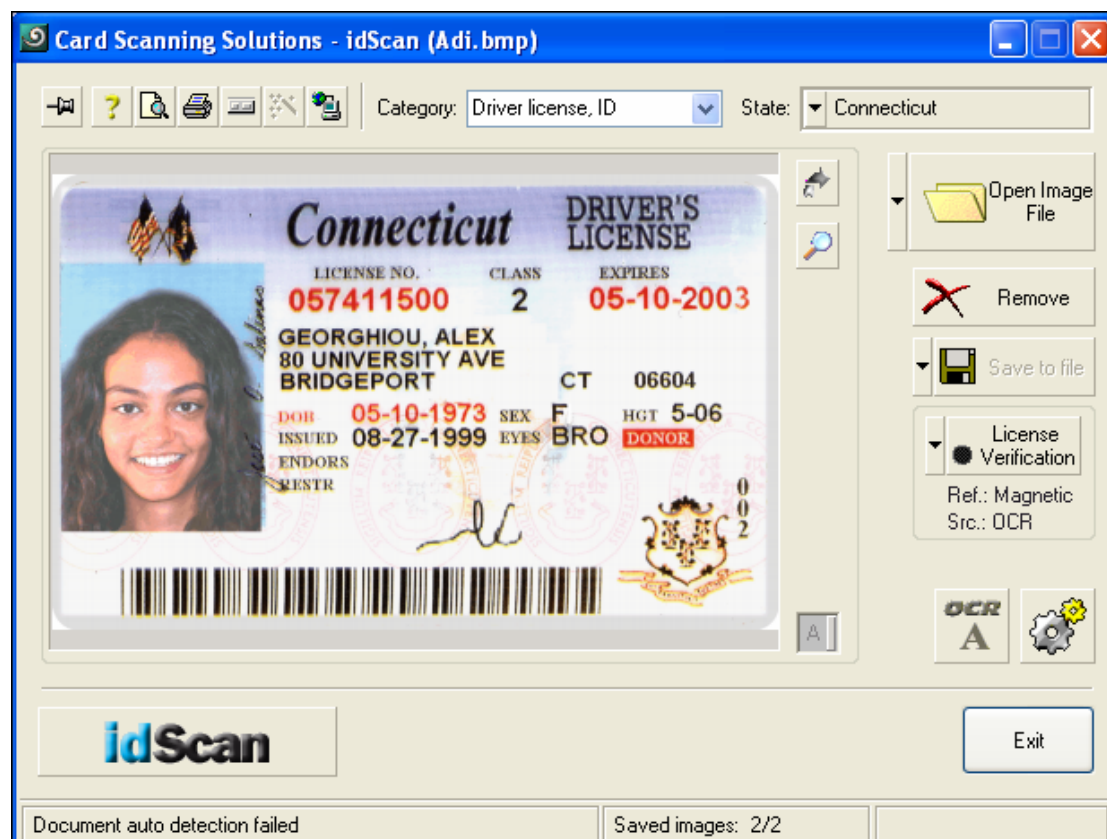 Card Scanning Solutions - idScan (Adi.bmp)
Category: Driver license, ID State: Connecticut
Connecticut
DRIVER'S
LICENSE
LICENSE NO. CLASS EXPIRES
057411500 2 05-10-2003
GEORGHIOU, ALEX
80 UNIVERSITY AVE
BRIDGEPORT CT 06604
DOB 05-10-1973 SEX F HGT 5-06
ISSUED 08-27-1999 EYES BRO DONOR
ENDORS
RESTR
002
Open Image
File
Remove
Save to file
License
Verification
Ref.: Magnetic
Src.: OCR
A
OCR
A
idScan
Exit
Document auto detection failed
Saved images: 2/2